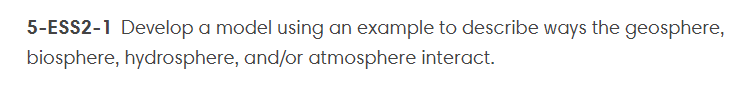 5-ESS2-1 Develop a model using an example to describe ways the geosphere,
biosphere, hydrosphere, and/or atmosphere interact.